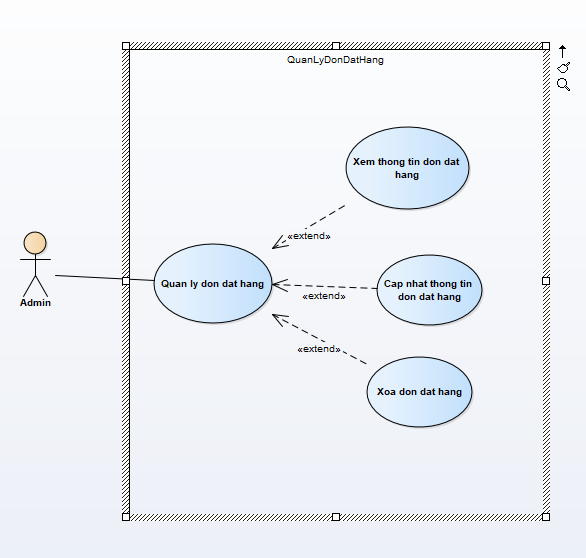 QuanLyDonDatHang
Xem thong tin don dat
hang
«extend»
Admin
Quan ly don dat hang
Cap nhat thong tin
don dat hang
«extend»
«extend»
Xoa don dat hang